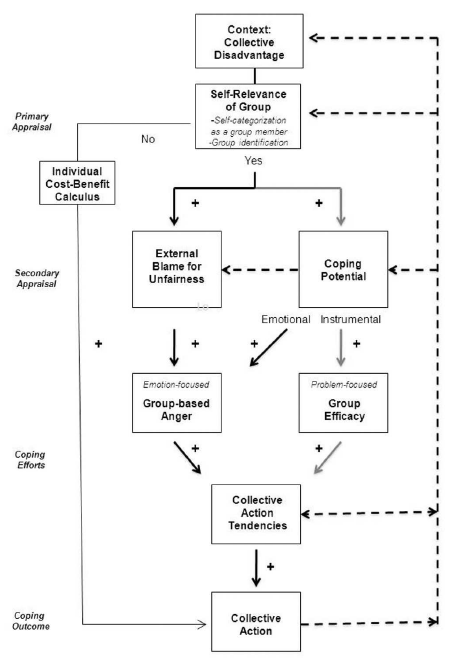 Context:
Collective
Disadvantage
Self-Relevance
of Group
-Self-categorization
as a group member
-Group identification
Primary
Appraisal
No
Yes
Individual
Cost-Benefit
Calculus
+
+
External
Blame for
Unfairness
Coping
Potential
Secondary
Appraisal
Emotional Instrumental
+
+
+
+
Emotion-focused
Group-based
Anger
Problem-focused
Group
Efficacy
+
+
Coping
Efforts
Collective
Action
Tendencies
+
Coping
Outcome
Collective
Action